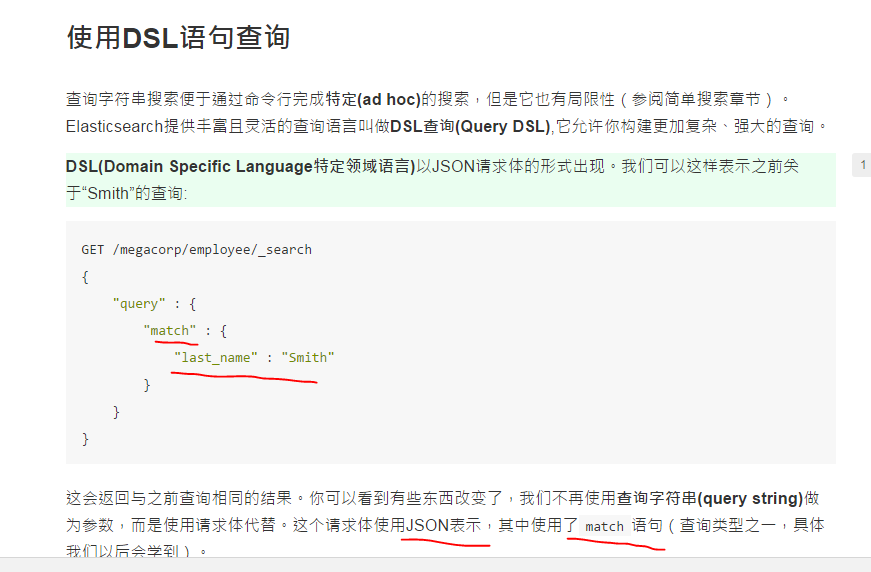 使用DSL语句查询
查询字符串搜索便于通过命令行完成特定(ad hoc)的搜索，但是它也有局限性（参阅简单搜索章节）。
Elasticsearch提供丰富且灵活的查询语言叫做DSL查询(Query DSL),它允许你构建更加复杂、强大的查询。
DSL(Domain Specific Language特定领域语言)以JSON请求体的形式出现。我们可以这样表示之前关
于“Smith”的查询:
1
GET /megacorp/employee/_search
{
    "query" : {
        "match" : {
            "last_name" : "Smith"
        }
    }
}
这会返回与之前查询相同的结果。你可以看到有些东西改变了，我们不再使用查询字符串(query string)做
为参数，而是使用请求体代替。这个请求体使用JSON表示，其中使用了 match 语句（查询类型之一，具体
我们以后会学到）。